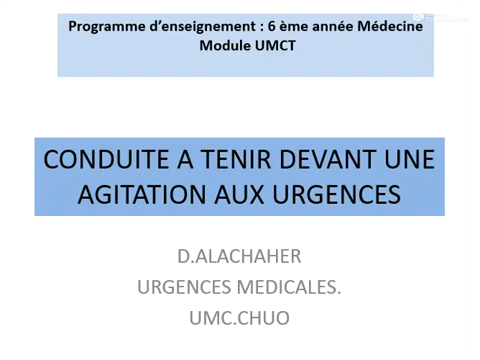 Programme d’enseignement : 6 ème année Médecine
Module UMCT
CONDUITE A TENIR DEVANT UNE
AGITATION AUX URGENCES
D.ALACHAHER
URGENCES MEDICALES.
UMC.CHUO